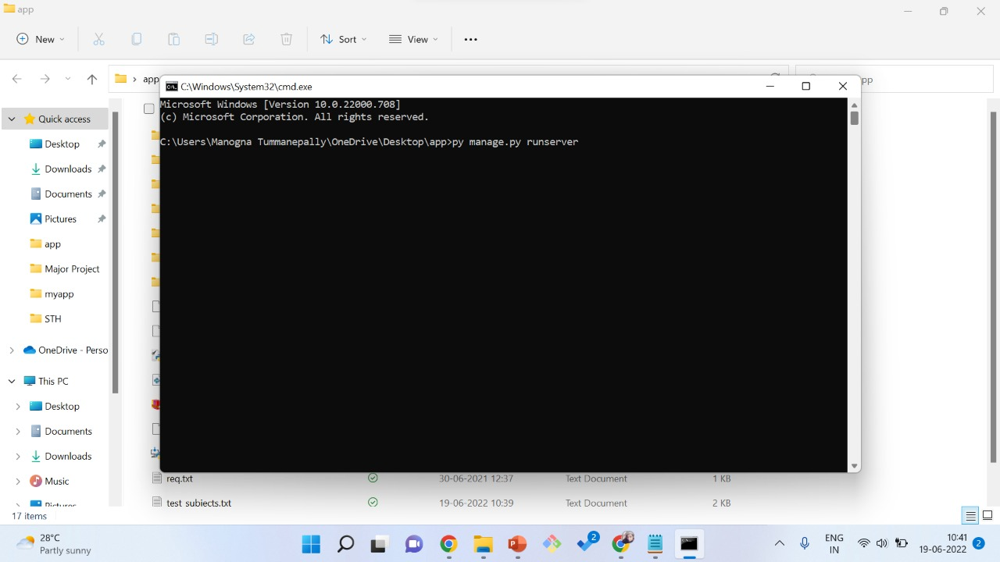 app
New
Sort
View
app
app
C:\Windows\System32\cmd.exe
Microsoft Windows [Version 10.0.22000.708]
(c) Microsoft Corporation. All rights reserved.
C:\Users\Manogna Tummanepally\OneDrive\Desktop\app>py manage.py runserver
Quick access
Desktop
Downloads
Documents
Pictures
app
Major Project
myapp
STH
OneDrive - Perso
This PC
Desktop
Documents
Downloads
Music
Pictures
req.txt 30-06-2021 12:37 Text Document 1 KB
test_subjects.txt 19-06-2022 10:39 Text Document 2 KB
17 items
28°C
Partly sunny
2
ENG
IN
10:41
19-06-2022
2